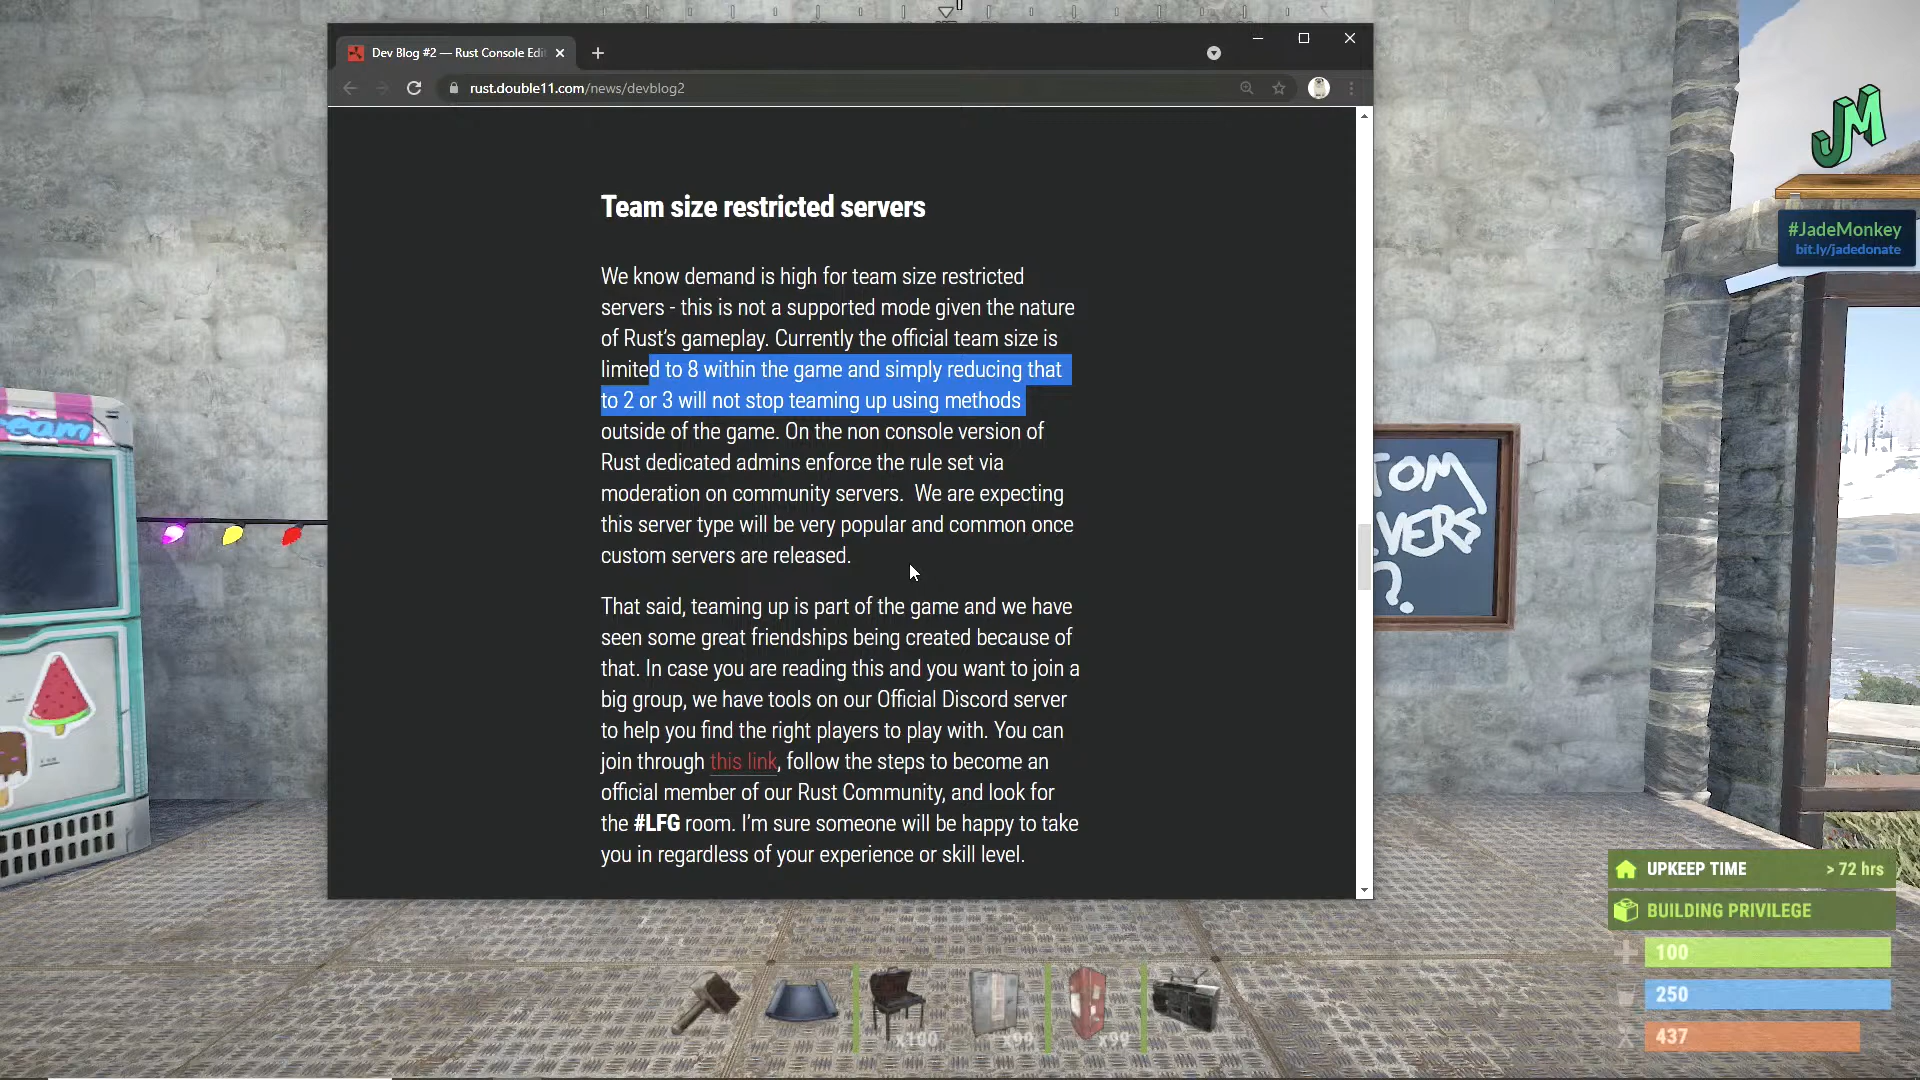 Dev Blog #2 — Rust Console Edi
rust.double11.com/news/devblog2
JM
#JadeMonkey
bit.ly/jadedonate
Team size restricted servers
We know demand is high for team size restricted
servers - this is not a supported mode given the nature
of Rust’s gameplay. Currently the official team size is
limited to 8 within the game and simply reducing that
to 2 or 3 will not stop teaming up using methods
outside of the game. On the non console version of
Rust dedicated admins enforce the rule set via
moderation on community servers. We are expecting
this server type will be very popular and common once
custom servers are released.
That said, teaming up is part of the game and we have
seen some great friendships being created because of
that. In case you are reading this and you want to join a
big group, we have tools on our Official Discord server
to help you find the right players to play with. You can
join through this link, follow the steps to become an
official member of our Rust Community, and look for
the #LFG room. I’m sure someone will be happy to take
you in regardless of your experience or skill level.
eam
TOM
VERS
?.
UPKEEP TIME > 72 hrs
BUILDING PRIVILEGE
100
250
437
x100 x99 x99